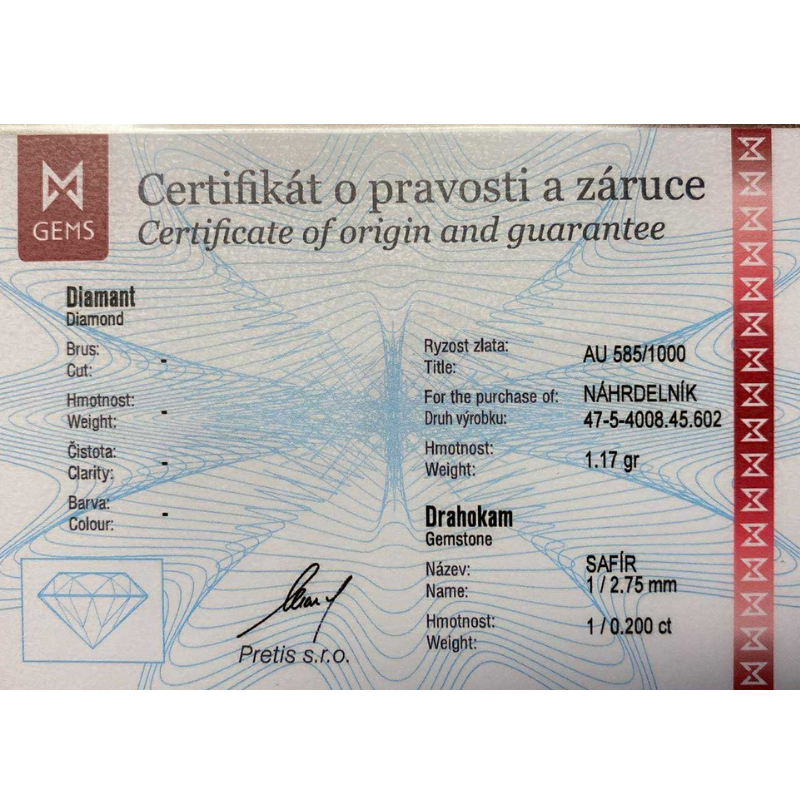 GEMS
Certifikát o pravosti a záruce
Certificate of origin and guarantee
Diamant
Diamond
Brus:
Cut: -
Hmotnost:
Weight: -
Čistota:
Clarity: -
Barva:
Colour: -
Ryzost zlata:
Title: AU 585/1000
For the purchase of: NÁHRDELNÍK
Druh výrobku: 47-5-4008.45.602
Hmotnost:
Weight: 1.17 gr
Drahokam
Gemstone
Název: SAFÍR
Name: 1 / 2.75 mm
Hmotnost:
Weight: 1 / 0.200 ct
Pretis s.r.o.